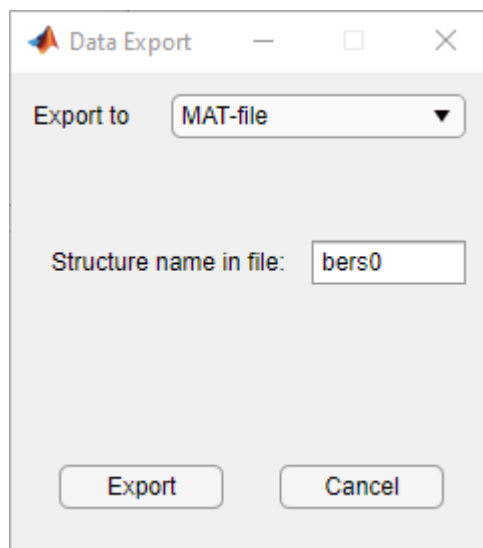 Data Export
Export to MAT-file
Structure name in file: bers0
Export Cancel